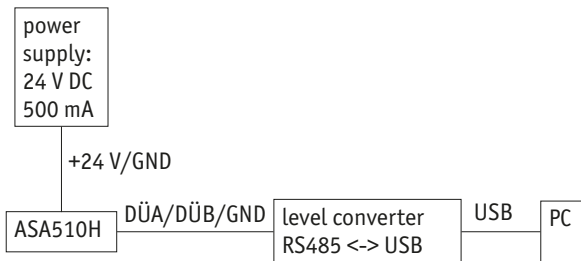 power
supply:
24 V DC
500 mA
+24 V/GND
ASA510H
DÜA/DÜB/GND
level converter
RS485 <-> USB
USB
PC